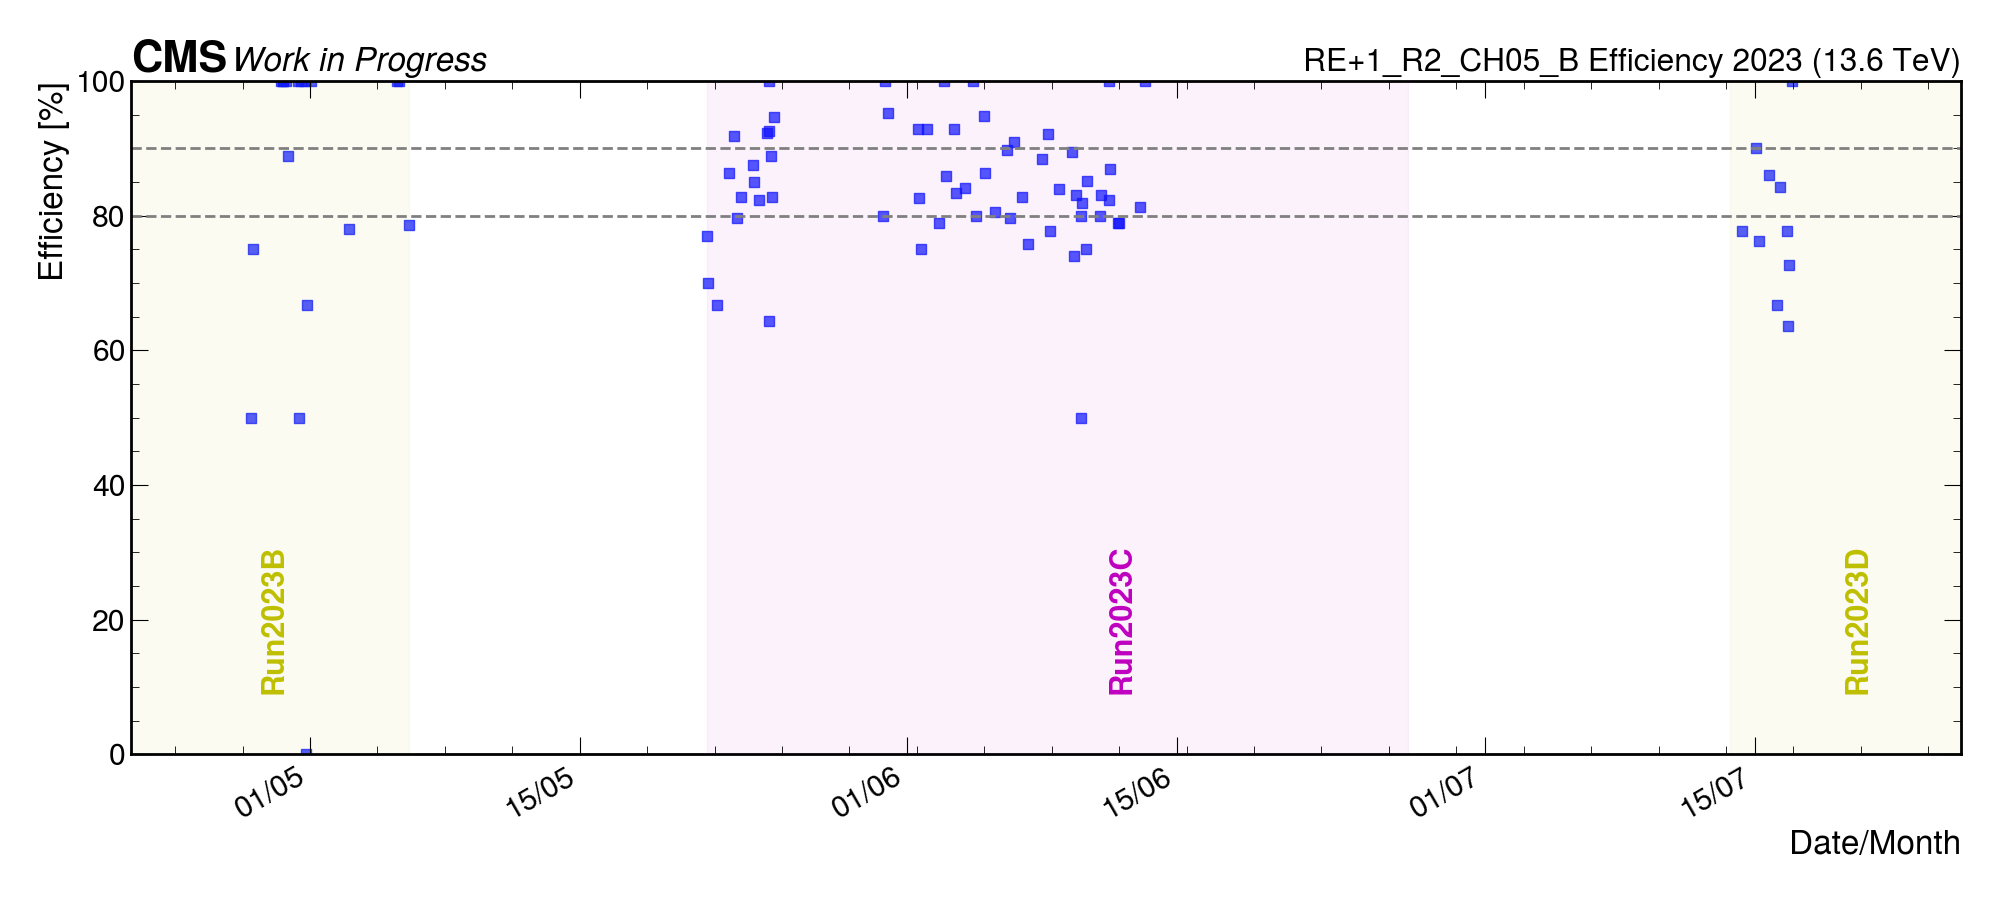 CMS Work in Progress
RE+1_R2_CH05_B Efficiency 2023 (13.6 TeV)
Efficiency [%]
100
80
60
40
20
0
Run2023B
Run2023C
Run2023D
01/05
15/05
01/06
15/06
01/07
15/07
Date/Month